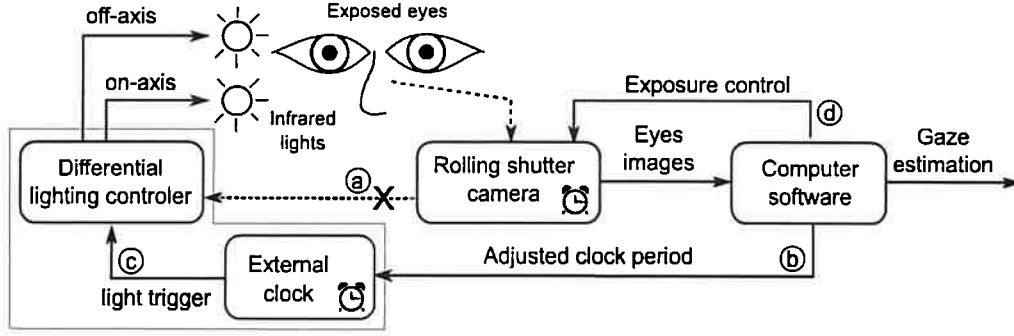 off-axis
Exposed eyes
on-axis
Infrared
lights
Exposure control
ⓓ
Differential
lighting controler
ⓐ
X
Rolling shutter
camera
Eyes
images
Computer
software
Gaze
estimation
ⓒ
light trigger
External
clock
Adjusted clock period
ⓑ